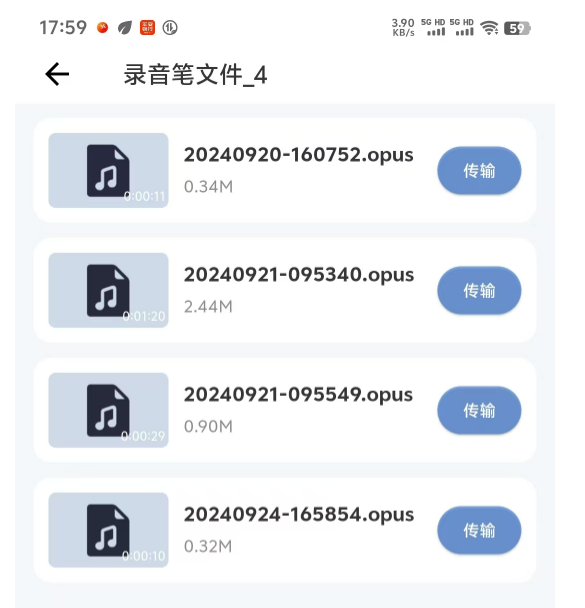 17:59
3.90 KB/s 5G HD 5G HD 59
录音笔文件_4
20240920-160752.opus
0.34M
0:00:11
传输
20240921-095340.opus
2.44M
0:01:20
传输
20240921-095549.opus
0.90M
0:00:29
传输
20240924-165854.opus
0.32M
0:00:10
传输